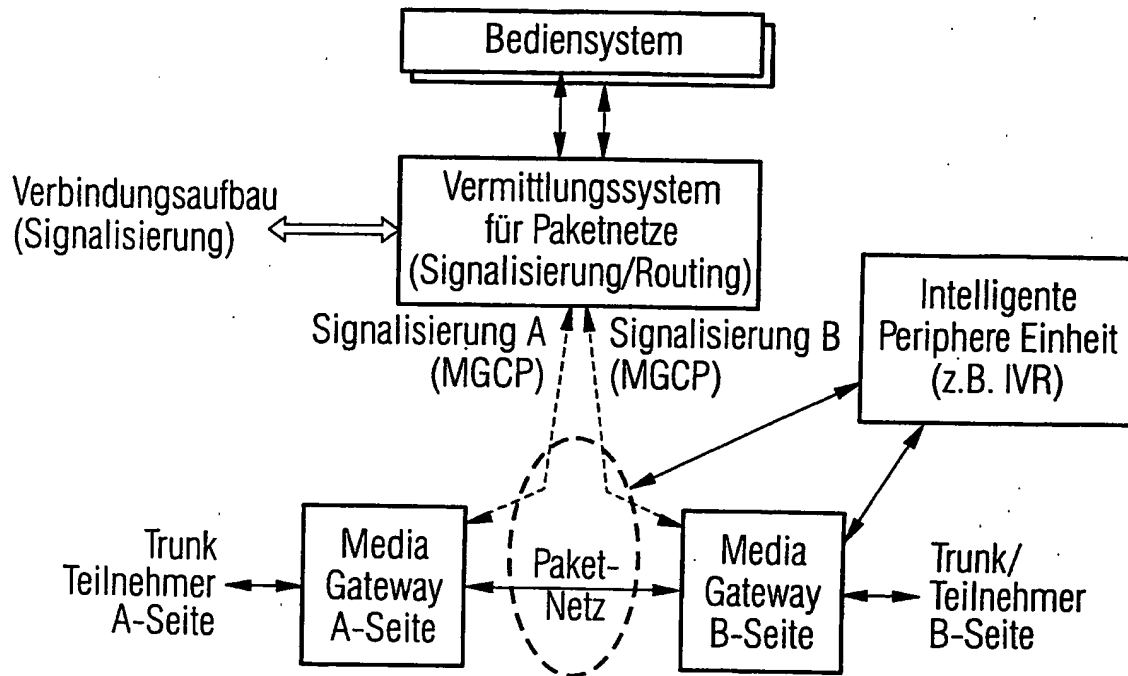 Bediensystem
Vermittlungssystem
für Paketnetze
(Signalisierung/Routing)
Verbindungsaufbau
(Signalisierung)
Intelligente
Periphere Einheit
(z.B. IVR)
Signalisierung A
(MGCP)
Signalisierung B
(MGCP)
Trunk
Teilnehmer
A-Seite
Media
Gateway
A-Seite
Paket-
Netz
Media
Gateway
B-Seite
Trunk/
Teilnehmer
B-Seite